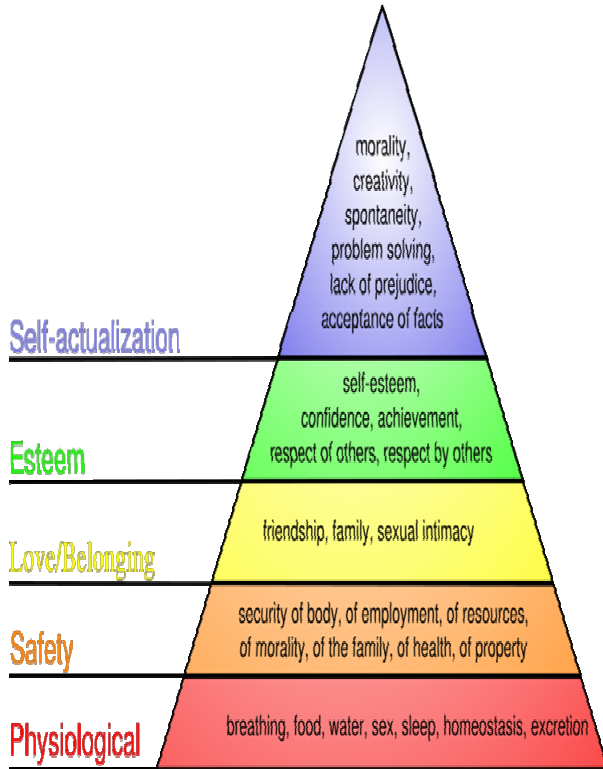 morality,
creativity,
spontaneity,
problem solving,
lack of prejudice,
acceptance of facts
Self-actualization
self-esteem,
confidence, achievement,
respect of others, respect by others
Esteem
friendship, family, sexual intimacy
Love/Belonging
security of body, of employment, of resources,
of morality, of the family, of health, of property
Safety
breathing, food, water, sex, sleep, homeostasis, excretion
Physiological